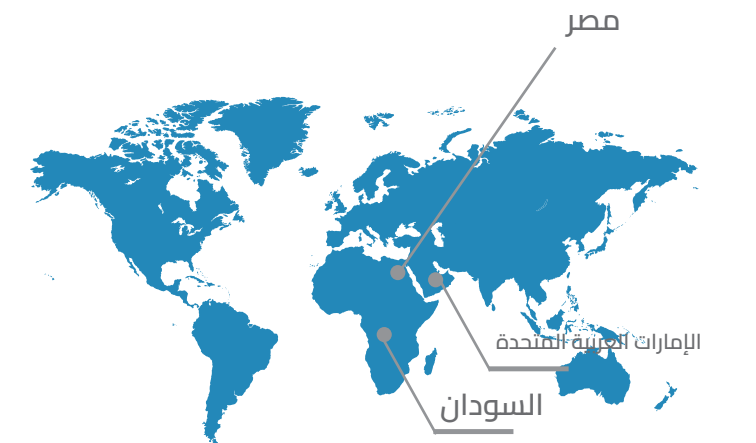 مصر
الإمارات العربية المتحدة
السودان